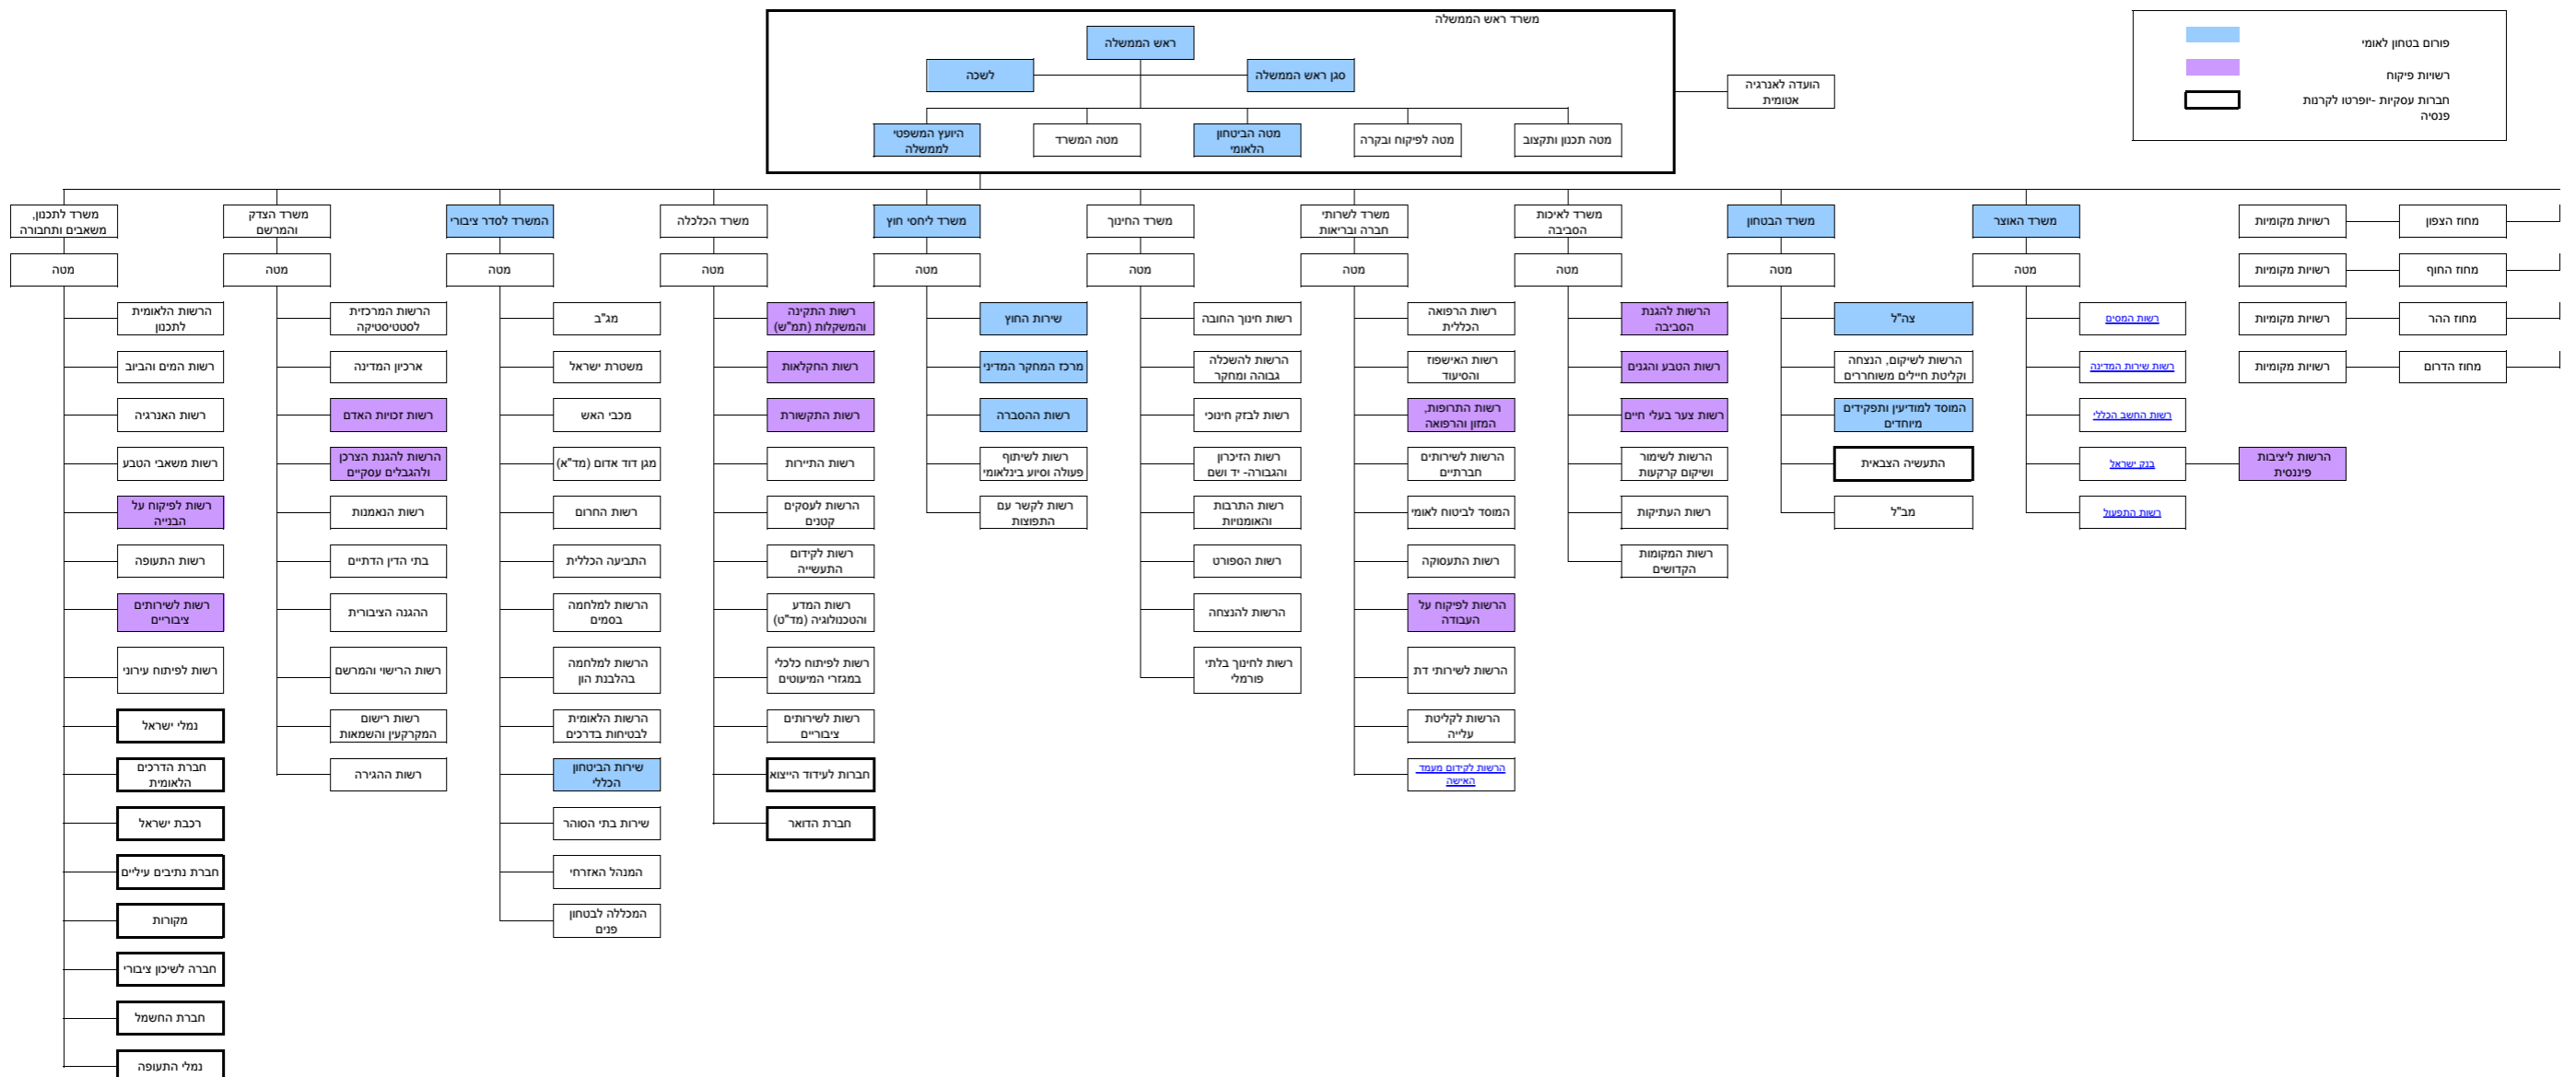 משרד ראש הממשלה
ראש הממשלה
סגן ראש הממשלה
לשכה
מטה תכנון ותקצוב
מטה לפיקוח ובקרה
מטה הביטחון
הלאומי
מטה המשרד
היועץ המשפטי
לממשלה
הועדה לאנרגיה
אטומית
פורום בטחון לאומי
רשויות פיקוח
חברות עסקיות -יופרטו לקרנות
פנסיה
מחוז הצפון
רשויות מקומיות
מחוז החוף
רשויות מקומיות
מחוז ההר
רשויות מקומיות
מחוז הדרום
רשויות מקומיות
משרד האוצר
מטה
רשות המסים
רשות שירות המדינה
רשות החשב הכללי
בנק ישראל
הרשות ליציבות
פיננסית
רשות התפעול
משרד הבטחון
מטה
צה"ל
הרשות לשיקום, הנצחה
וקליטת חיילים משוחררים
המוסד למודיעין ותפקידים
מיוחדים
התעשיה הצבאית
מב"ל
משרד לאיכות
הסביבה
מטה
הרשות להגנת
הסביבה
רשות הטבע והגנים
רשות צער בעלי חיים
הרשות לשימור
ושיקום קרקעות
רשות העתיקות
רשות המקומות
הקדושים
משרד לשרותי
חברה ובריאות
מטה
רשות הרפואה
הכללית
רשות האישפוז
והסיעוד
רשות התרופות,
המזון והרפואה
הרשות לשירותים
חברתיים
המוסד לביטוח לאומי
רשות התעסוקה
הרשות לפיקוח על
העבודה
הרשות לשירותי דת
הרשות לקליטת
עלייה
הרשות לקידום מעמד
האישה
משרד החינוך
מטה
רשות חינוך החובה
הרשות להשכלה
גבוהה ומחקר
רשות לבזק חינוכי
רשות הזיכרון
והגבורה- יד ושם
רשות התרבות
והאומנויות
רשות הספורט
הרשות להנצחה
רשות לחינוך בלתי
פורמלי
משרד ליחסי חוץ
מטה
שירות החוץ
מרכז המחקר המדיני
רשות ההסברה
רשות לשיתוף
פעולה וסיוע בינלאומי
רשות לקשר עם
התפוצות
משרד הכלכלה
מטה
רשות התקינה
והמשקלות (תמ"ש)
רשות החקלאות
רשות התקשורת
רשות התיירות
הרשות לעסקים
קטנים
רשות לקידום
התעשייה
רשות המדע
והטכנולוגיה (מד"ט)
רשות לפיתוח כלכלי
במגזרי המיעוטים
רשות לשירותים
ציבוריים
חברות לעידוד הייצוא
חברת הדואר
המשרד לסדר ציבורי
מטה
מג"ב
משטרת ישראל
מכבי האש
מגן דוד אדום (מד"א)
רשות החרום
התביעה הכללית
הרשות למלחמה
בסמים
הרשות למלחמה
בהלבנת הון
הרשות הלאומית
לבטיחות בדרכים
שירות הביטחון
הכללי
שירות בתי הסוהר
המנהל האזרחי
המכללה לבטחון
פנים
משרד הצדק
והמרשם
מטה
הרשות המרכזית
לסטטיסטיקה
ארכיון המדינה
רשות זכויות האדם
הרשות להגנת הצרכן
ולהגבלים עסקיים
רשות הנאמנות
בתי הדין הדתיים
ההגנה הציבורית
רשות הרישוי והמרשם
רשות רישום
המקרקעין והשמאות
רשות ההגירה
משרד לתכנון,
משאבים ותחבורה
מטה
הרשות הלאומית
לתכנון
רשות המים והביוב
רשות האנרגיה
רשות משאבי הטבע
רשות לפיקוח על
הבנייה
רשות התעופה
רשות לשירותים
ציבוריים
רשות לפיתוח עירוני
נמלי ישראל
חברת הדרכים
הלאומית
רכבת ישראל
חברת נתיבים עיליים
מקורות
חברה לשיכון ציבורי
חברת החשמל
נמלי התעופה